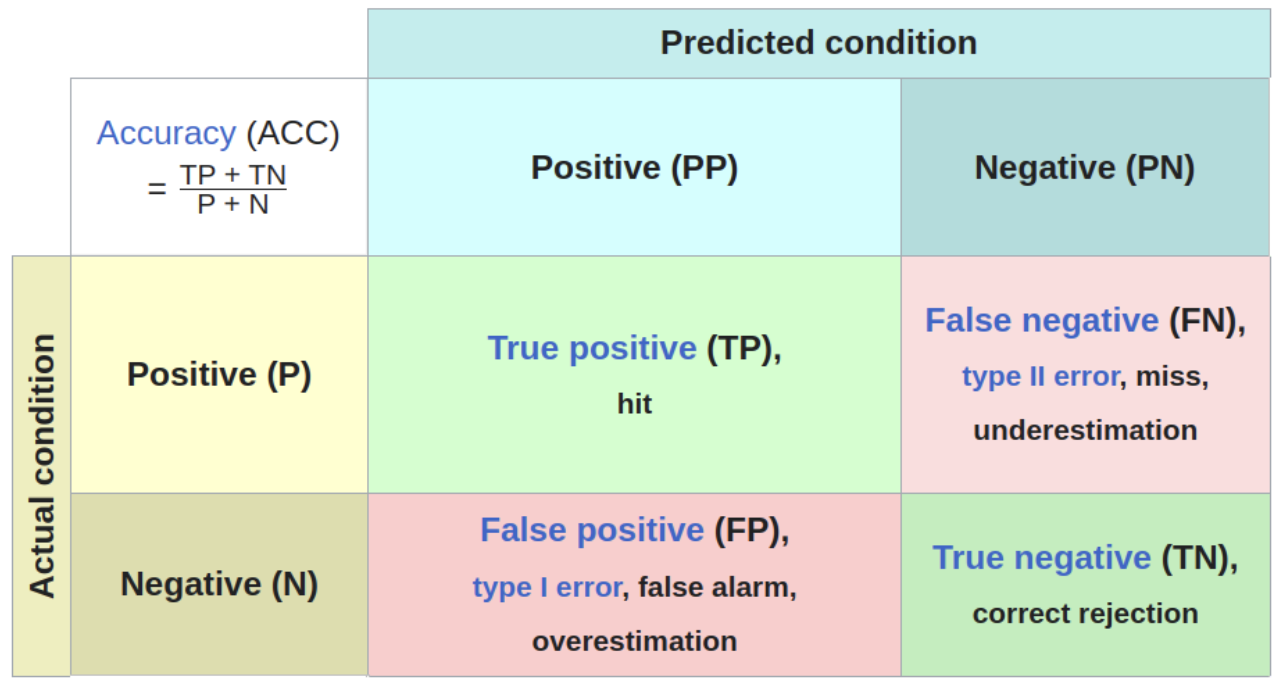 Predicted condition
Accuracy (ACC)
= TP + TN
P + N
Positive (PP)
Negative (PN)
Actual condition
Positive (P)
True positive (TP),
hit
False negative (FN),
type II error, miss,
underestimation
Negative (N)
False positive (FP),
type I error, false alarm,
overestimation
True negative (TN),
correct rejection